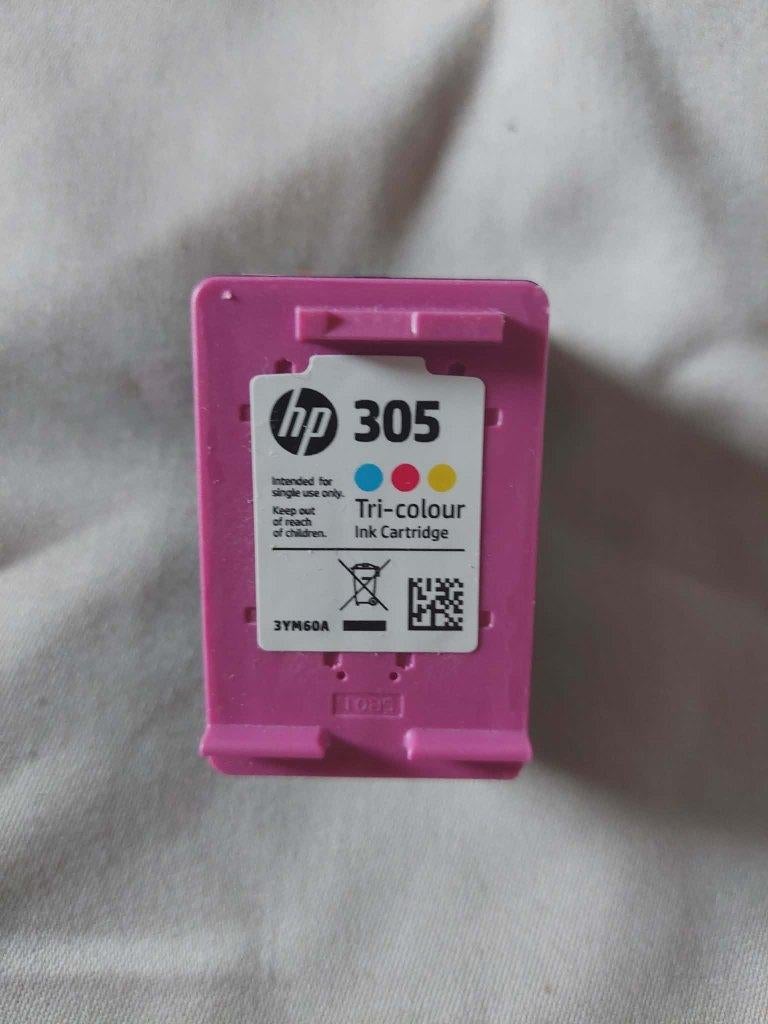 hp 305
Intended for
single use only.
Keep out
of reach
of children.
Tri-colour
Ink Cartridge
3YM60A